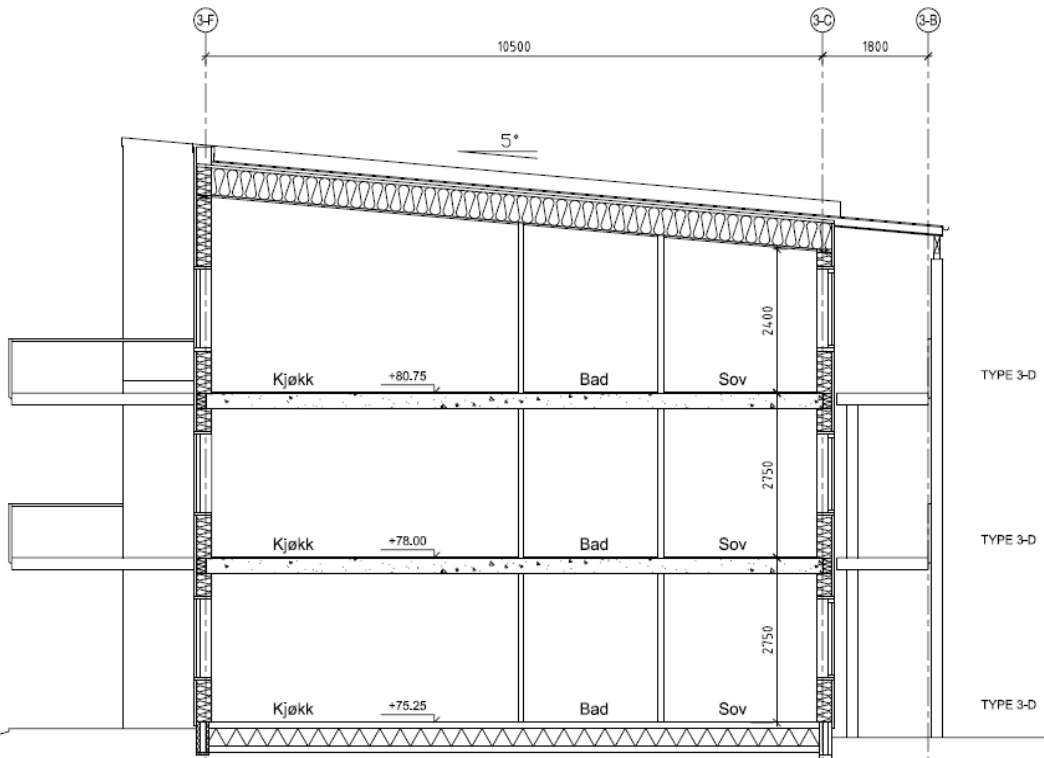 3-F 3-C 3-B
10500 1800
5°
2400
Kjøkk +80.75 Bad Sov TYPE 3-D
2750
Kjøkk +78.00 Bad Sov TYPE 3-D
2750
Kjøkk +75.25 Bad Sov TYPE 3-D